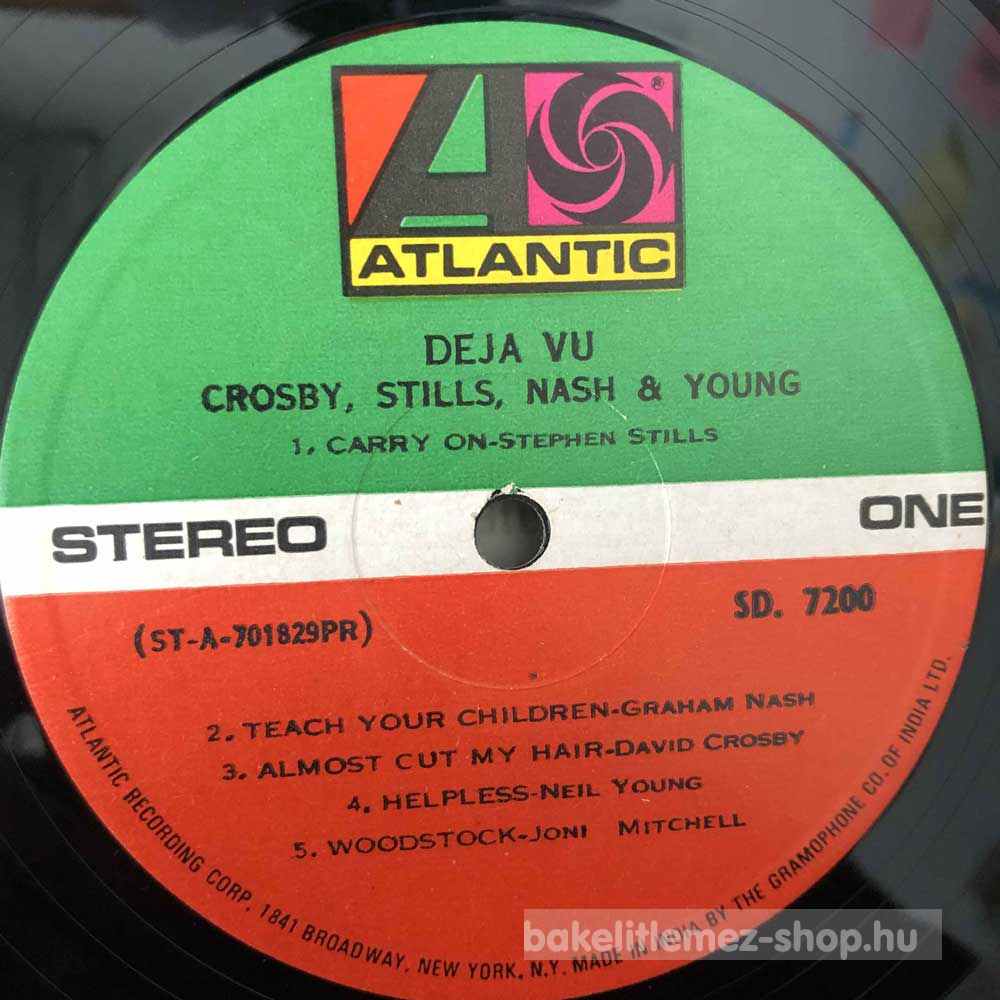 ®
ATLANTIC
DEJA VU
CROSBY, STILLS, NASH & YOUNG
1. CARRY ON-STEPHEN STILLS
STEREO
ONE
(ST-A-701829PR)
SD. 7200
2. TEACH YOUR CHILDREN-GRAHAM NASH
3. ALMOST CUT MY HAIR-DAVID CROSBY
4. HELPLESS-NEIL YOUNG
5. WOODSTOCK-JONI MITCHELL
ATLANTIC RECORDING CORP. 1841 BROADWAY, NEW YORK, N.Y. MADE IN INDIA BY THE GRAMOPHONE CO. OF INDIA LTD.
bakelitlemez-shop.hu